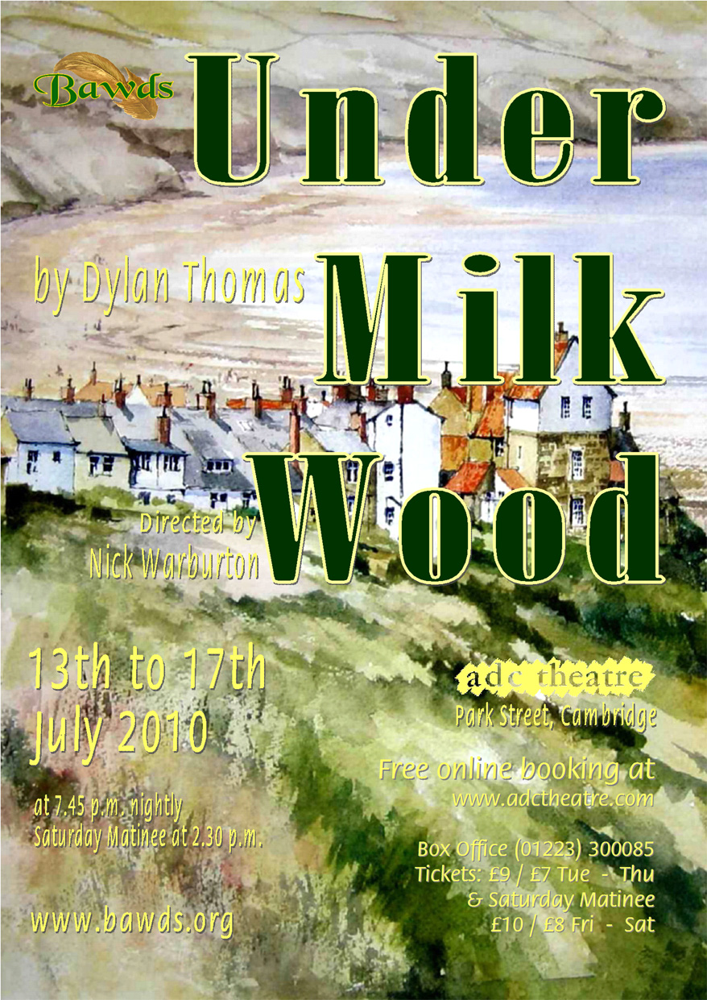 Bawds
Under
by Dylan Thomas
Milk
Wood
Directed by
Nick Warburton
13th to 17th
July 2010
at 7.45 p.m. nightly
Saturday Matinee at 2.30 p.m.
www.bawds.org
adc theatre
Park Street, Cambridge
Free online booking at
www.adctheatre.com
Box Office (01223) 300085
Tickets: £9 / £7 Tue - Thu
& Saturday Matinee
£10 / £8 Fri - Sat